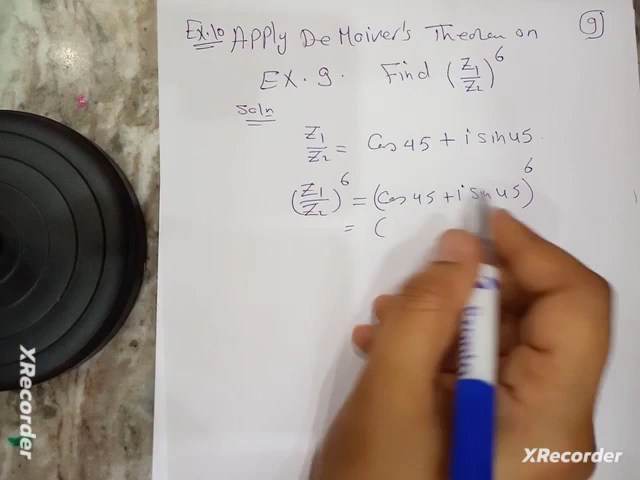 Ex.10 Apply De Moiver's Theorem on
9
EX.9. Find (Z1/Z2)^6
Soln
Z1/Z2 = Cos 45 + i sin 45
(Z1/Z2)^6 = (Cos 45 + i sin 45)^6
= (
XRecorder
XRecorder